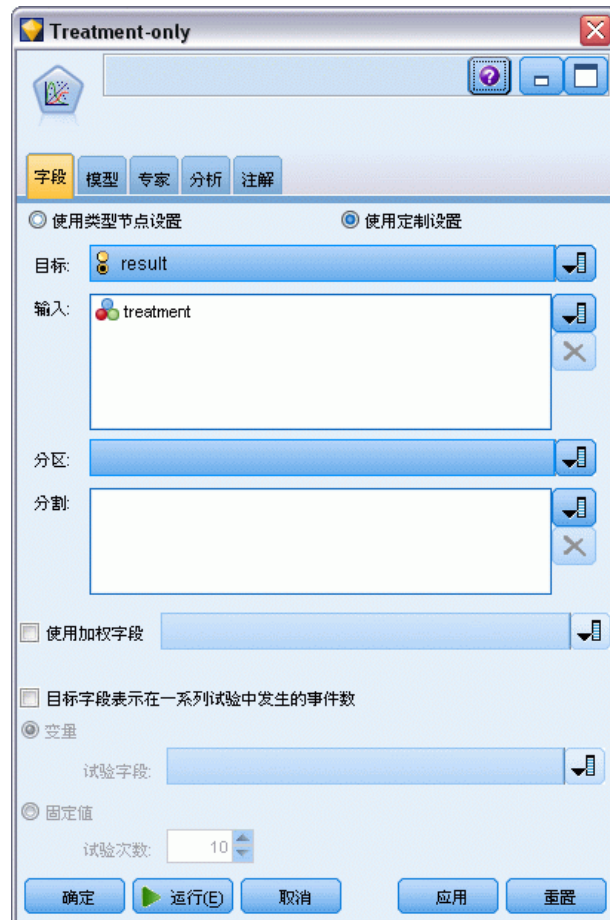 Treatment-only
?
字段 模型 专家 分析 注解
使用类型节点设置 使用定制设置
目标: result
输入: treatment
分区:
分割:
使用加权字段
目标字段表示在一系列试验中发生的事件数
变量
试验字段:
固定值
试验次数: 10
确定 运行(E) 取消 应用 重置